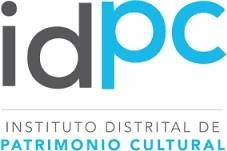 idpc
INSTITUTO DISTRITAL DE
PATRIMONIO CULTURAL